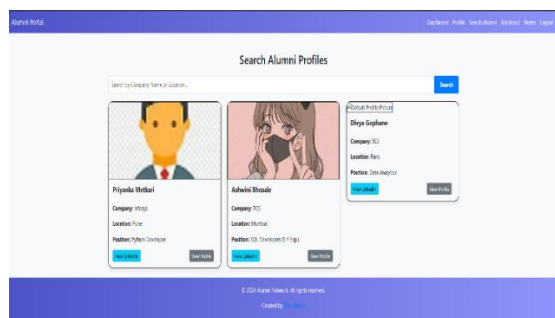 Alumni Portal
Dashboard Profile Search Alumni Job Board Notes Logout
Search Alumni Profiles
Search by Company Name or Location...
Search
Default Profile Picture
Divya Gophane
Company: TCS
Location: Pune
Position: Data Analytics
View LinkedIn
View Profile
Priyanka Metkari
Company: Infosys
Location: Pune
Position: Python Developer
View LinkedIn
View Profile
Ashwini Bhosale
Company: TCS
Location: Mumbai
Position: SQL Developer
View LinkedIn
View Profile
© 2024 Alumni Network. All rights reserved.
Created by